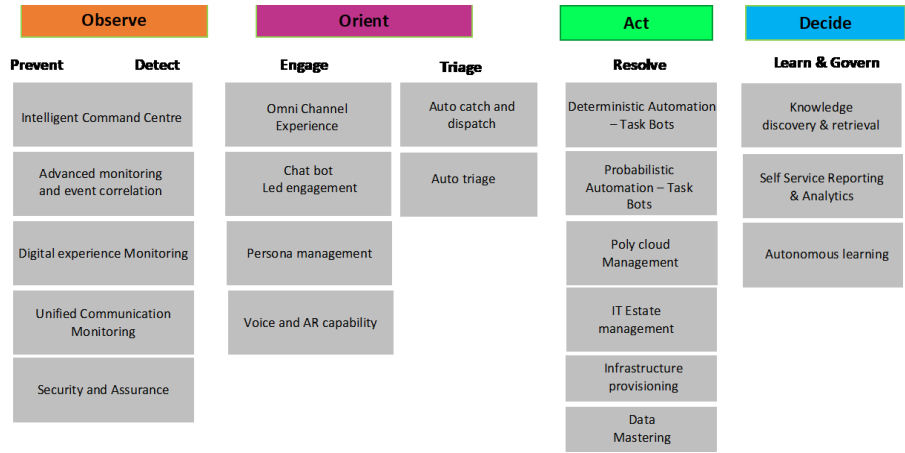 Observe
Orient
Act
Decide
Prevent
Detect
Engage
Triage
Resolve
Learn & Govern
Intelligent Command Centre
Advanced monitoring
and event correlation
Digital experience Monitoring
Unified Communication
Monitoring
Security and Assurance
Omni Channel
Experience
Chat bot
Led engagement
Persona management
Voice and AR capability
Auto catch and
dispatch
Auto triage
Deterministic Automation
– Task Bots
Probabilistic
Automation – Task
Bots
Poly cloud
Management
IT Estate
management
Infrastructure
provisioning
Data
Mastering
Knowledge
discovery & retrieval
Self Service Reporting
& Analytics
Autonomous learning